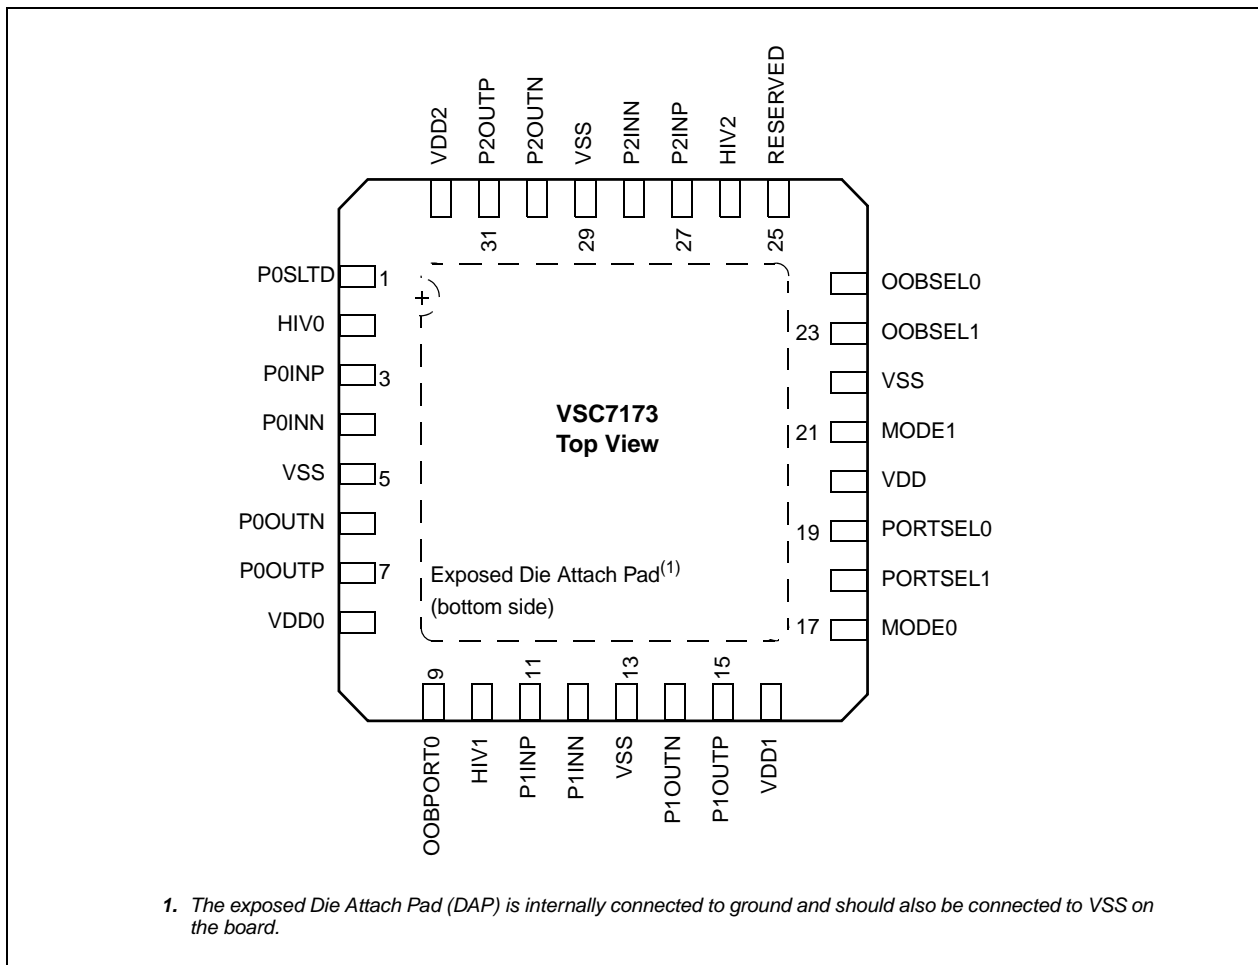 VDD2
P2OUTP
P2OUTN
VSS
P2INN
P2INP
HIV2
RESERVED
31
29
27
25
P0SLTD
1
HIV0
P0INP
3
P0INN
VSS
5
P0OUTN
P0OUTP
7
VDD0
VSC7173
Top View
Exposed Die Attach Pad(1)
(bottom side)
OOBSEL0
23
OOBSEL1
VSS
21
MODE1
VDD
19
PORTSEL0
PORTSEL1
17
MODE0
9
11
13
15
OOBPORT0
HIV1
P1INP
P1INN
VSS
P1OUTN
P1OUTP
VDD1
1. The exposed Die Attach Pad (DAP) is internally connected to ground and should also be connected to VSS on
the board.